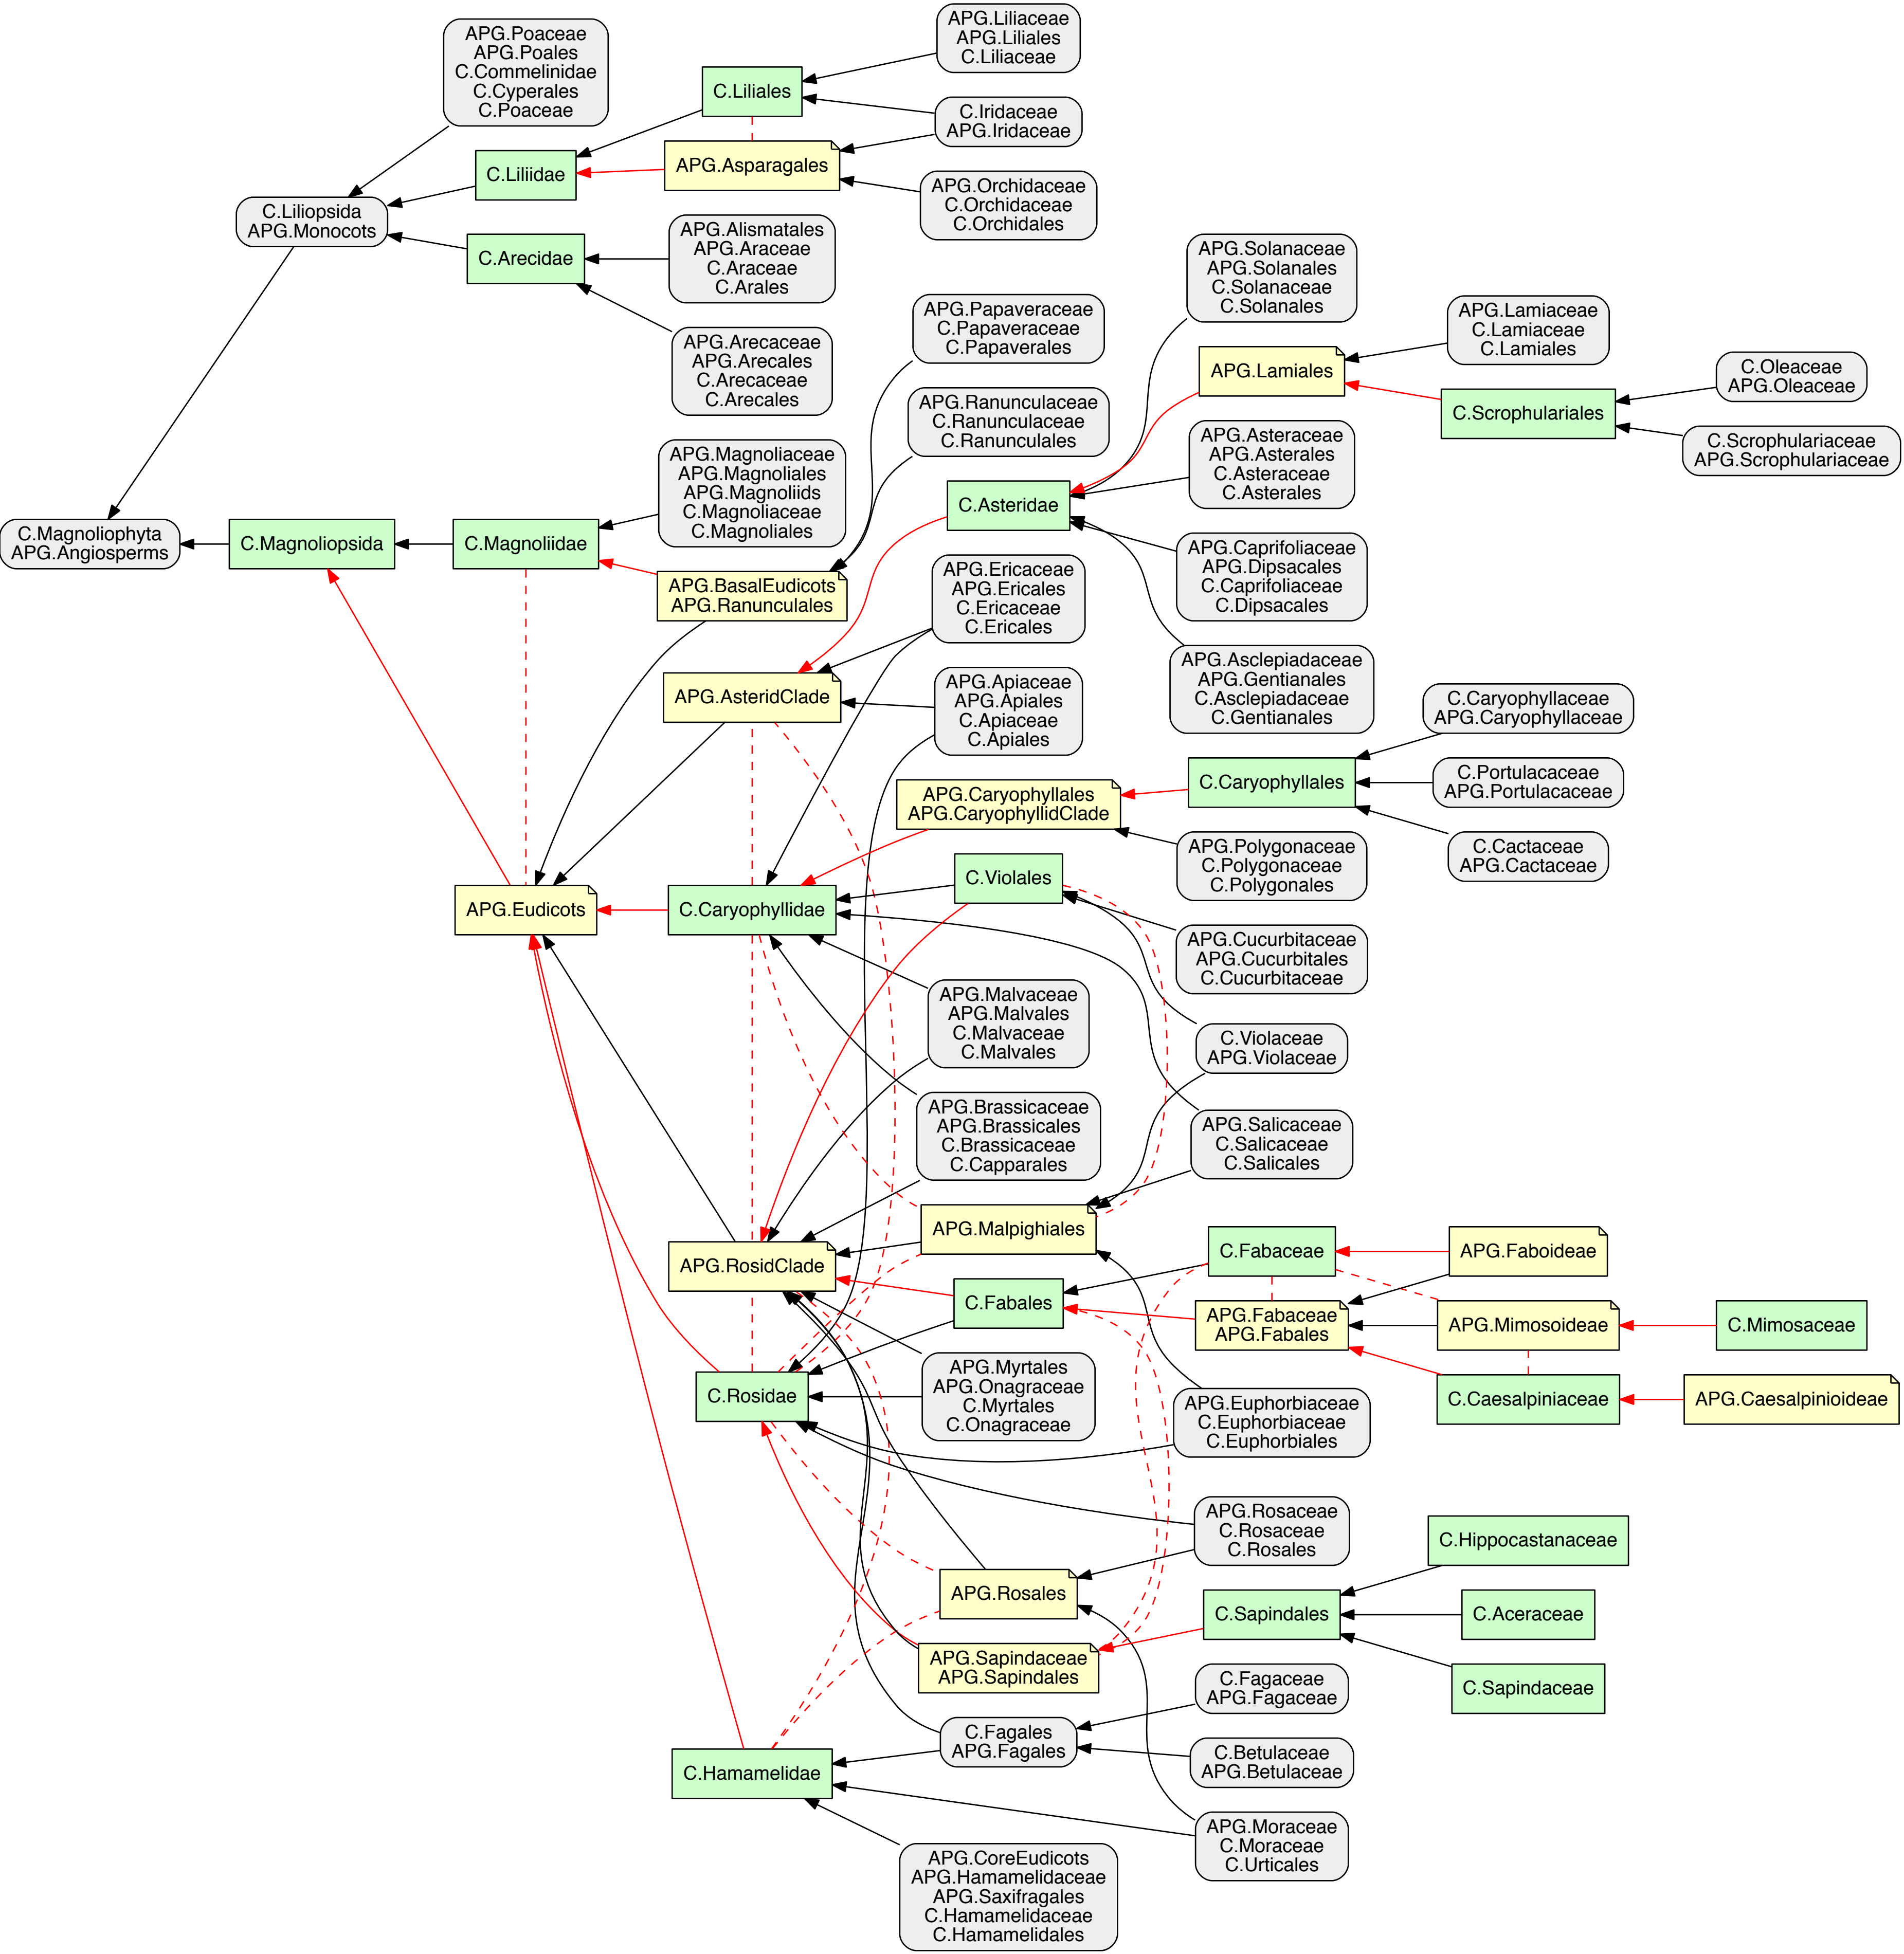 APG.Poaceae
APG.Poales
C.Commelinidae
C.Cyperales
C.Poaceae
APG.Liliaceae
APG.Liliales
C.Liliaceae
C.Liliales
C.Iridaceae
APG.Iridaceae
APG.Asparagales
C.Liliidae
APG.Orchidaceae
C.Orchidaceae
C.Orchidales
C.Liliopsida
APG.Monocots
C.Arecidae
APG.Alismatales
APG.Araceae
C.Araceae
C.Arales
APG.Arecaceae
APG.Arecales
C.Arecaceae
C.Arecales
APG.Solanaceae
APG.Solanales
C.Solanaceae
C.Solanales
APG.Papaveraceae
C.Papaveraceae
C.Papaverales
APG.Lamiaceae
C.Lamiaceae
C.Lamiales
APG.Lamiales
C.Oleaceae
APG.Oleaceae
C.Scrophulariales
C.Scrophulariaceae
APG.Scrophulariaceae
APG.Ranunculaceae
C.Ranunculaceae
C.Ranunculales
APG.Asteraceae
APG.Asterales
C.Asteraceae
C.Asterales
APG.Magnoliaceae
APG.Magnoliales
APG.Magnoliids
C.Magnoliaceae
C.Magnoliales
C.Asteridae
C.Magnoliophyta
APG.Angiosperms
C.Magnoliopsida
C.Magnoliidae
APG.BasalEudicots
APG.Ranunculales
APG.Caprifoliaceae
APG.Dipsacales
C.Caprifoliaceae
C.Dipsacales
APG.Ericaceae
APG.Ericales
C.Ericaceae
C.Ericales
APG.Asclepiadaceae
APG.Gentianales
C.Asclepiadaceae
C.Gentianales
APG.AsteridClade
APG.Apiaceae
APG.Apiales
C.Apiaceae
C.Apiales
C.Caryophyllaceae
APG.Caryophyllaceae
C.Caryophyllales
C.Portulacaceae
APG.Portulacaceae
APG.Caryophyllales
APG.CaryophyllidClade
C.Cactaceae
APG.Cactaceae
APG.Polygonaceae
C.Polygonaceae
C.Polygonales
C.Violales
APG.Eudicots
C.Caryophyllidae
APG.Cucurbitaceae
APG.Cucurbitales
C.Cucurbitaceae
APG.Malvaceae
APG.Malvales
C.Malvaceae
C.Malvales
C.Violaceae
APG.Violaceae
APG.Brassicaceae
APG.Brassicales
C.Brassicaceae
C.Capparales
APG.Salicaceae
C.Salicaceae
C.Salicales
APG.Malpighiales
APG.RosidClade
C.Fabaceae
APG.Faboideae
C.Fabales
APG.Fabaceae
APG.Fabales
APG.Mimosoideae
C.Mimosaceae
C.Rosidae
APG.Myrtales
APG.Onagraceae
C.Myrtales
C.Onagraceae
C.Caesalpiniaceae
APG.Caesalpinioideae
APG.Euphorbiaceae
C.Euphorbiaceae
C.Euphorbiales
APG.Rosaceae
C.Rosaceae
C.Rosales
C.Hippocastanaceae
APG.Rosales
C.Sapindales
C.Aceraceae
APG.Sapindaceae
APG.Sapindales
C.Sapindaceae
C.Fagaceae
APG.Fagaceae
C.Fagales
APG.Fagales
C.Betulaceae
APG.Betulaceae
C.Hamamelidae
APG.Moraceae
C.Moraceae
C.Urticales
APG.CoreEudicots
APG.Hamamelidaceae
APG.Saxifragales
C.Hamamelidaceae
C.Hamamelidales